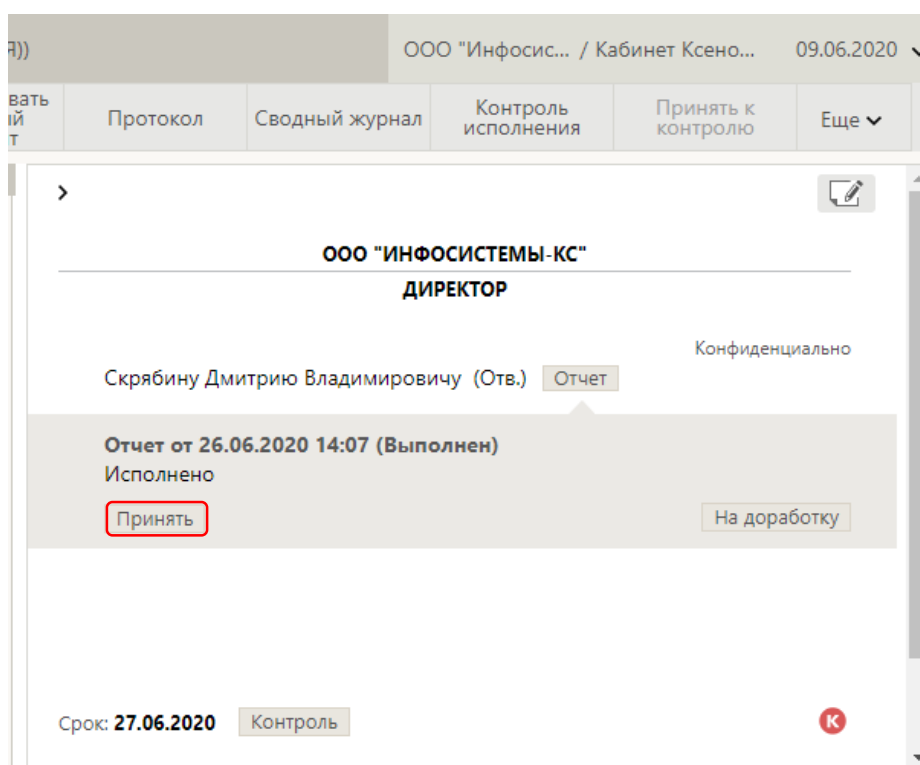 Я))
ООО "Инфосис... / Кабинет Ксено... 09.06.2020
вать
ый
т
Протокол
Сводный журнал
Контроль
исполнения
Принять к
контролю
Еще
ООО "ИНФОСИСТЕМЫ-КС"
ДИРЕКТОР
Конфиденциально
Скрябину Дмитрию Владимировичу (Отв.) Отчет
Отчет от 26.06.2020 14:07 (Выполнен)
Исполнено
Принять На доработку
Срок: 27.06.2020 Контроль К